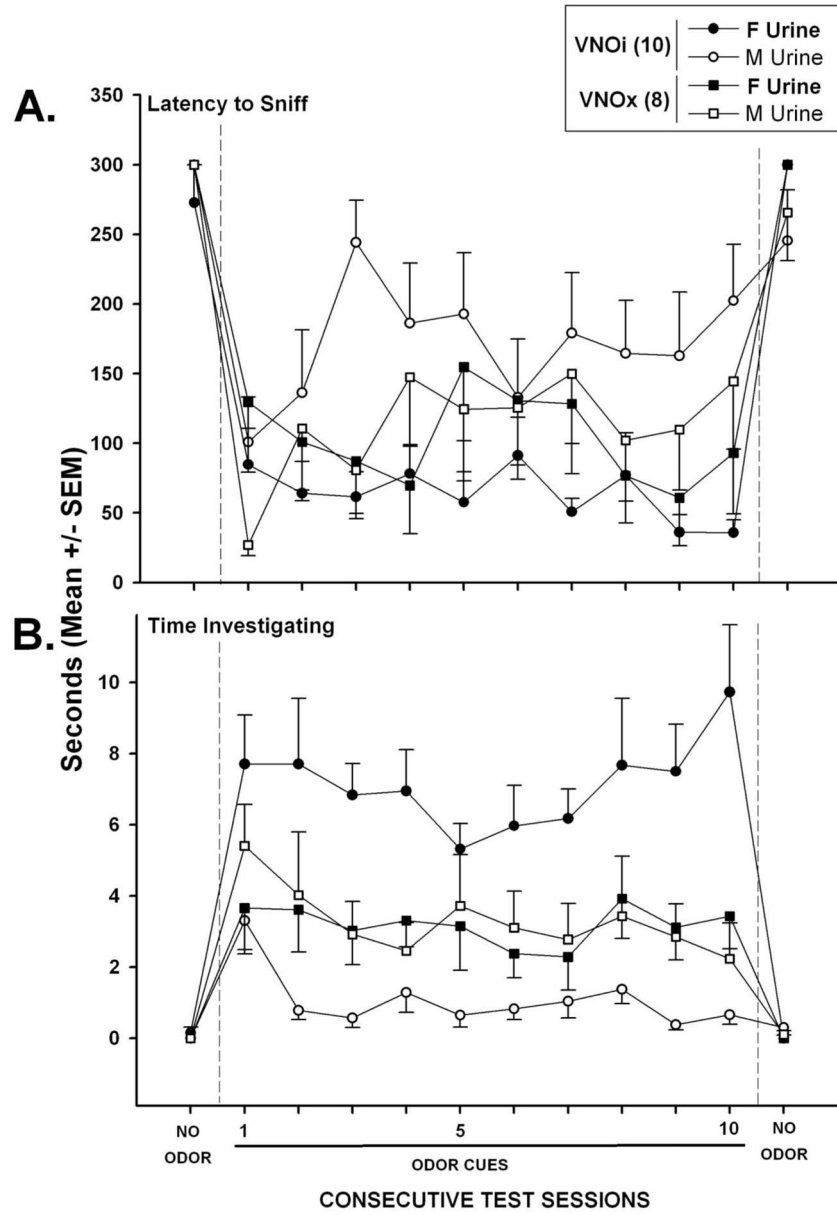 VNOi (10)
F Urine
M Urine
VNOx (8)
F Urine
M Urine
A.
Latency to Sniff
350
300
250
200
150
100
50
0
Seconds (Mean +/- SEM)
B.
Time Investigating
10
8
6
4
2
0
NO ODOR
1
5
10
NO ODOR
ODOR CUES
CONSECUTIVE TEST SESSIONS